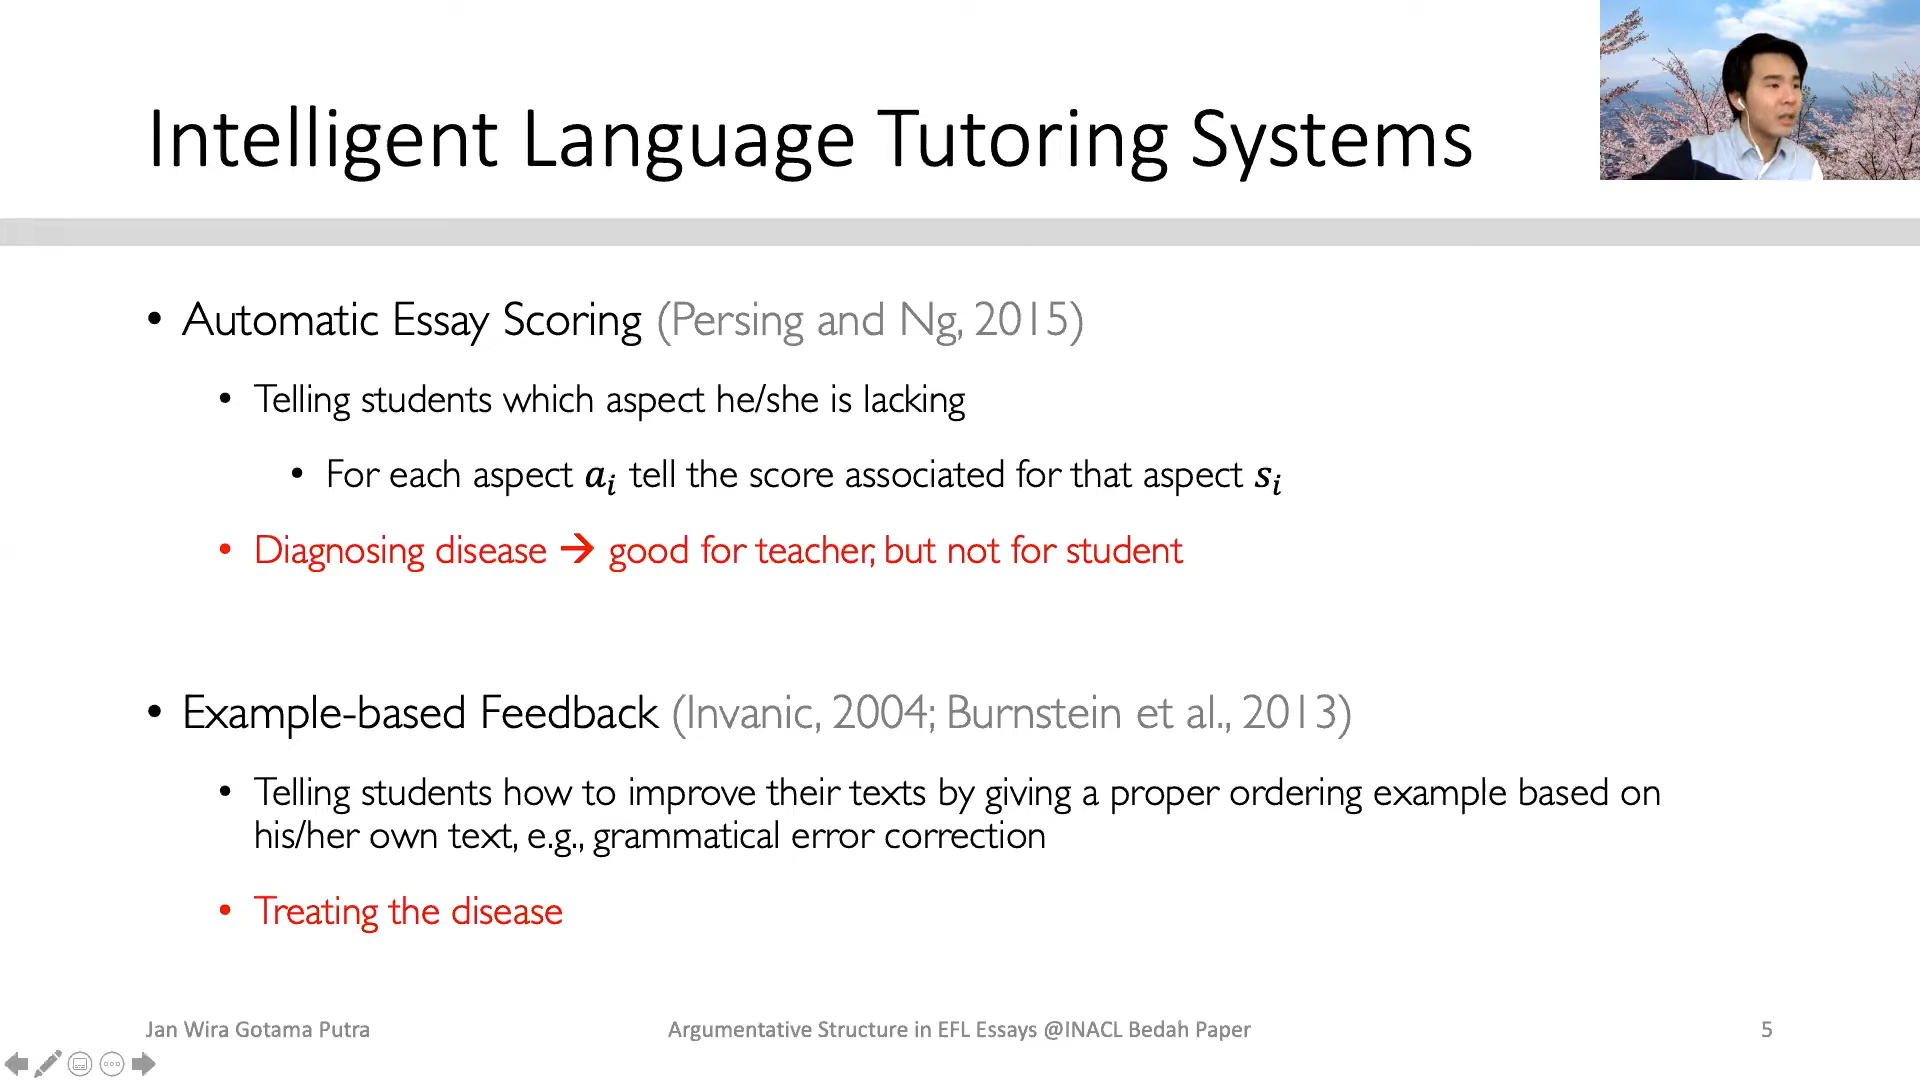 Intelligent Language Tutoring Systems
• Automatic Essay Scoring (Persing and Ng, 2015)
• Telling students which aspect he/she is lacking
• For each aspect aᵢ tell the score associated for that aspect sᵢ
• Diagnosing disease → good for teacher, but not for student
• Example-based Feedback (Invanic, 2004; Burnstein et al., 2013)
• Telling students how to improve their texts by giving a proper ordering example based on
his/her own text, e.g., grammatical error correction
• Treating the disease
Jan Wira Gotama Putra
Argumentative Structure in EFL Essays @INACL Bedah Paper
5